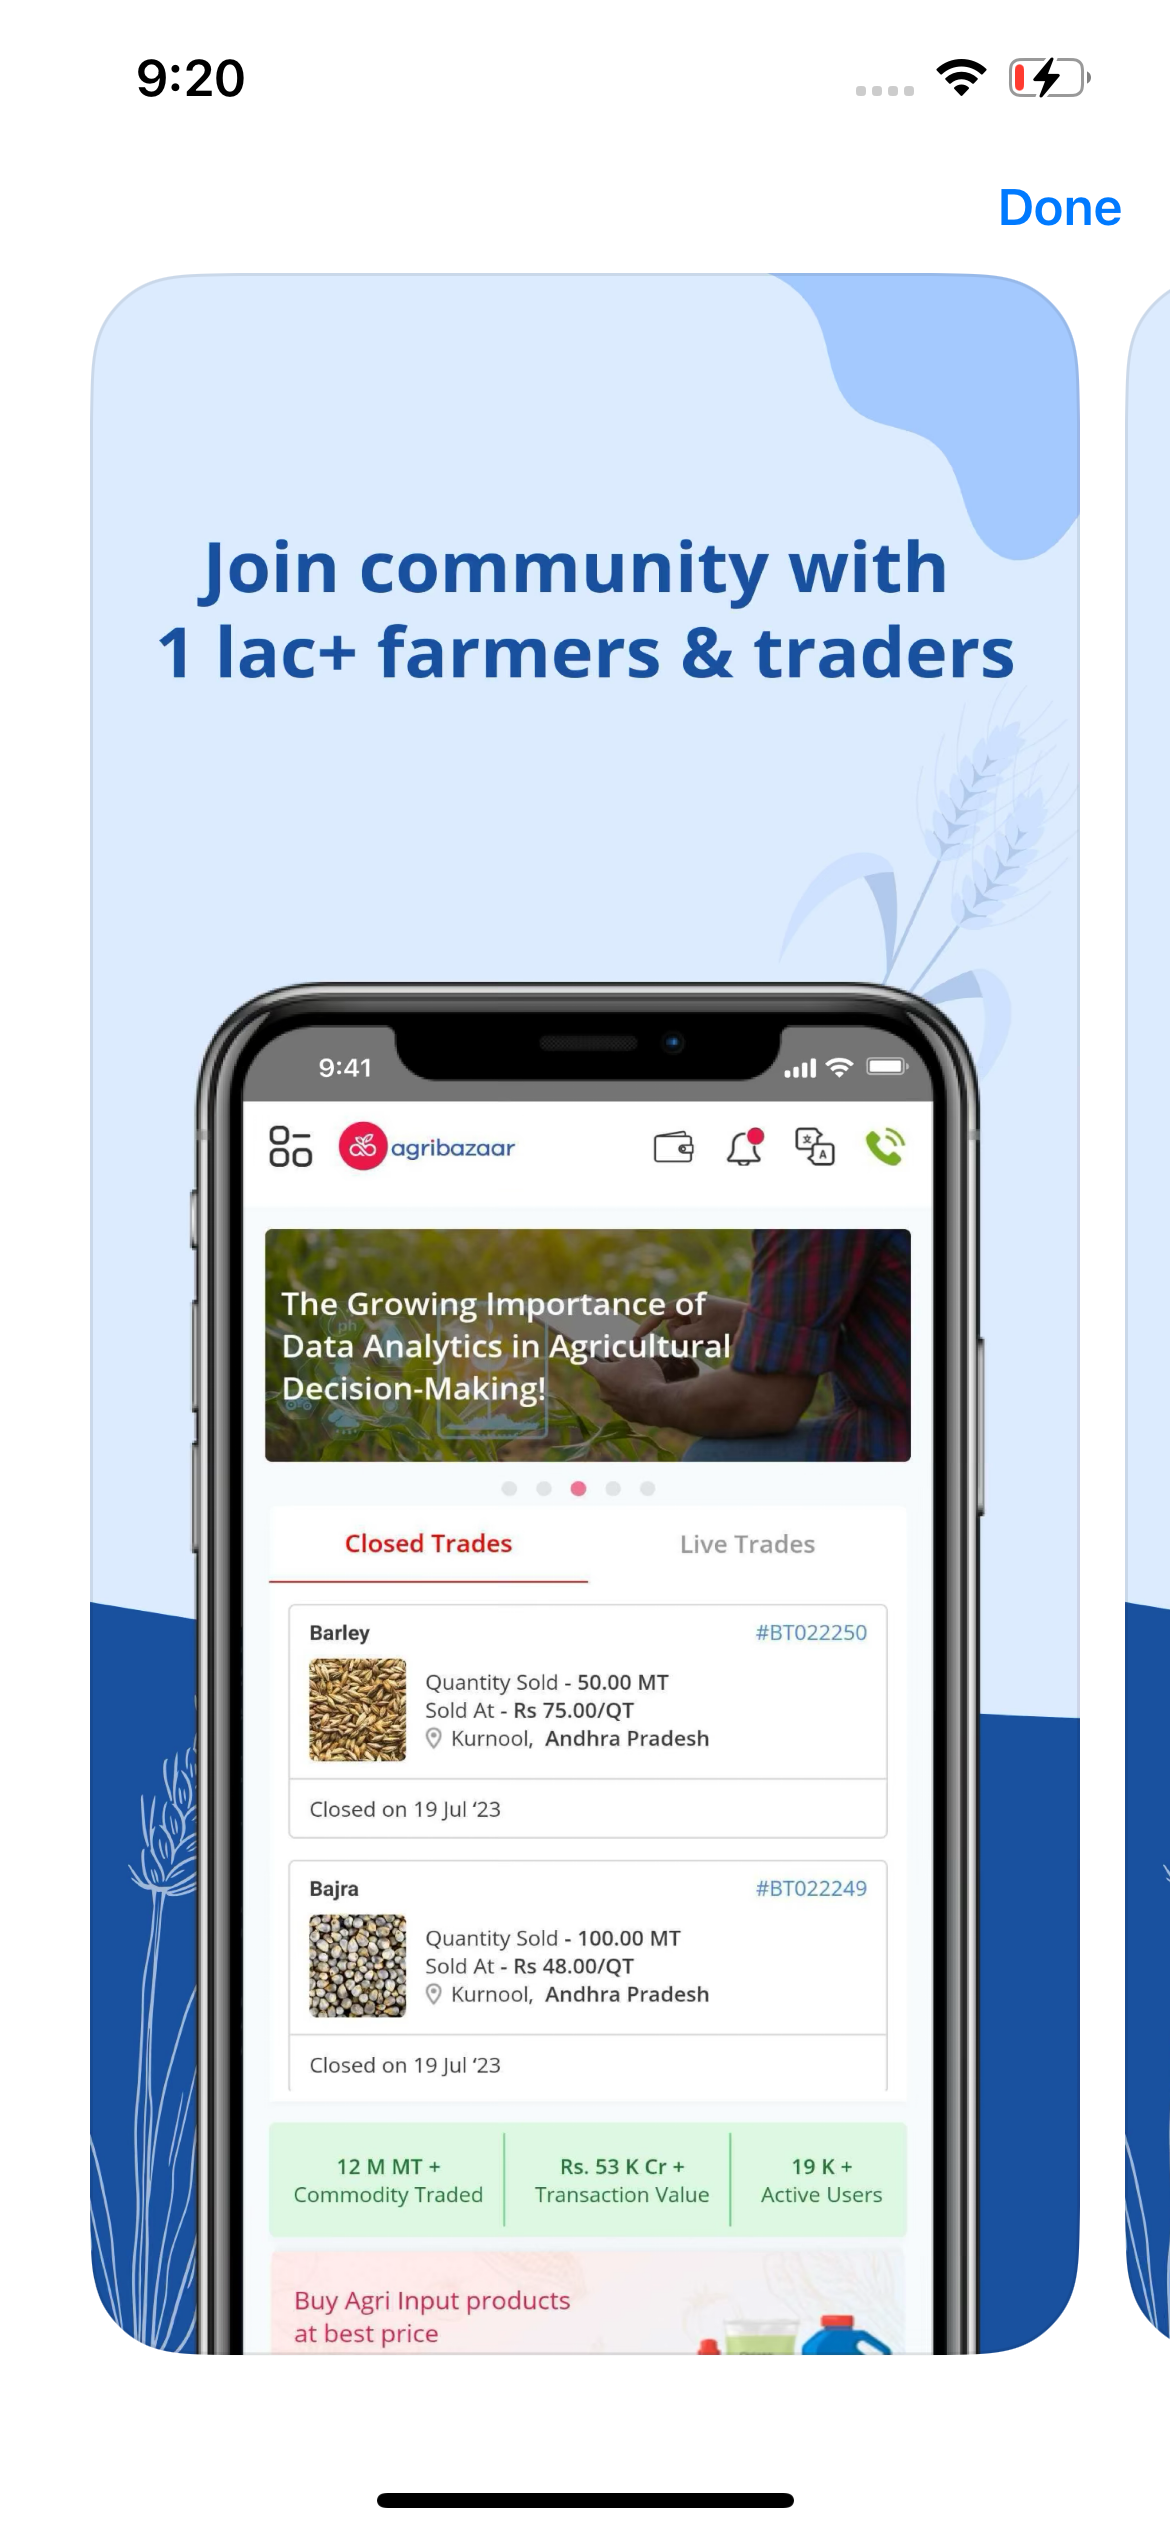 9:20
Done
Join community with
1 lac+ farmers & traders
9:41
agribazaar
The Growing Importance of
Data Analytics in Agricultural
Decision-Making!
Closed Trades Live Trades
Barley #BT022250
Quantity Sold - 50.00 MT
Sold At - Rs 75.00/QT
Kurnool, Andhra Pradesh
Closed on 19 Jul ‘23
Bajra #BT022249
Quantity Sold - 100.00 MT
Sold At - Rs 48.00/QT
Kurnool, Andhra Pradesh
Closed on 19 Jul ‘23
12 M MT + Rs. 53 K Cr + 19 K +
Commodity Traded Transaction Value Active Users
Buy Agri Input products
at best price